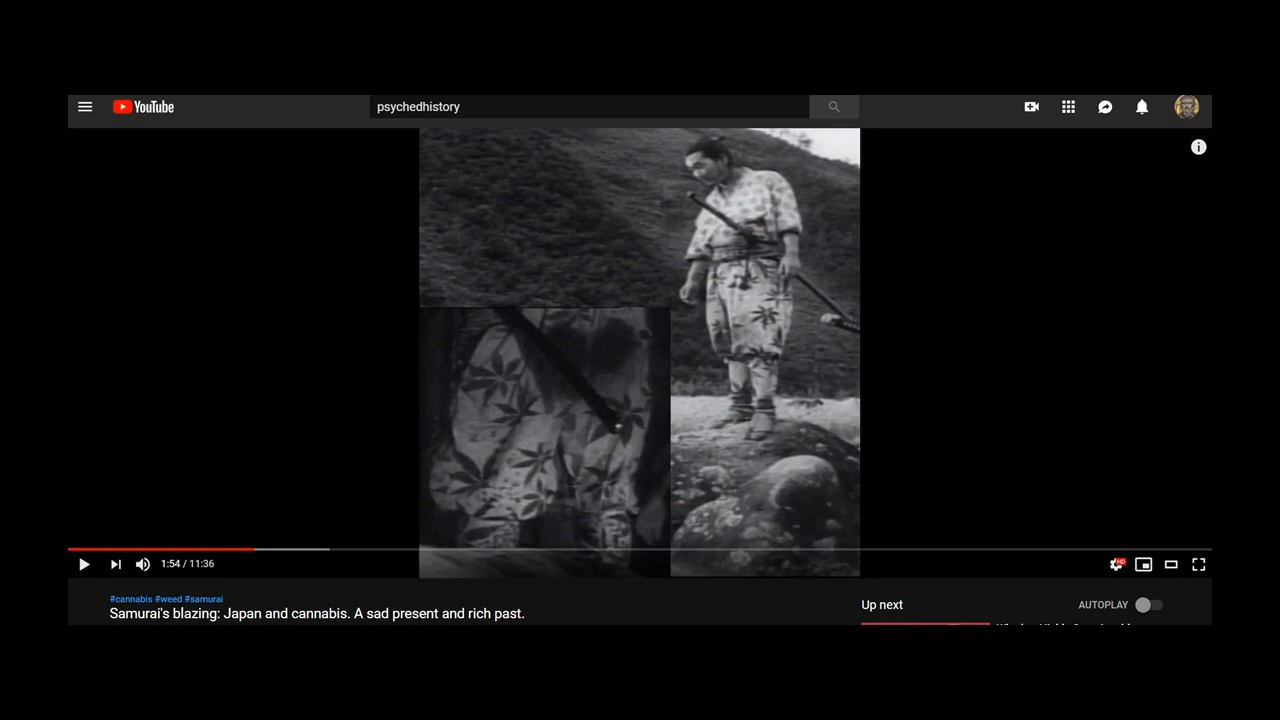 YouTube
psychedhistory
1:54 / 11:36
HD
#cannabis #weed #samurai
Samurai's blazing: Japan and cannabis. A sad present and rich past.
Up next
AUTOPLAY